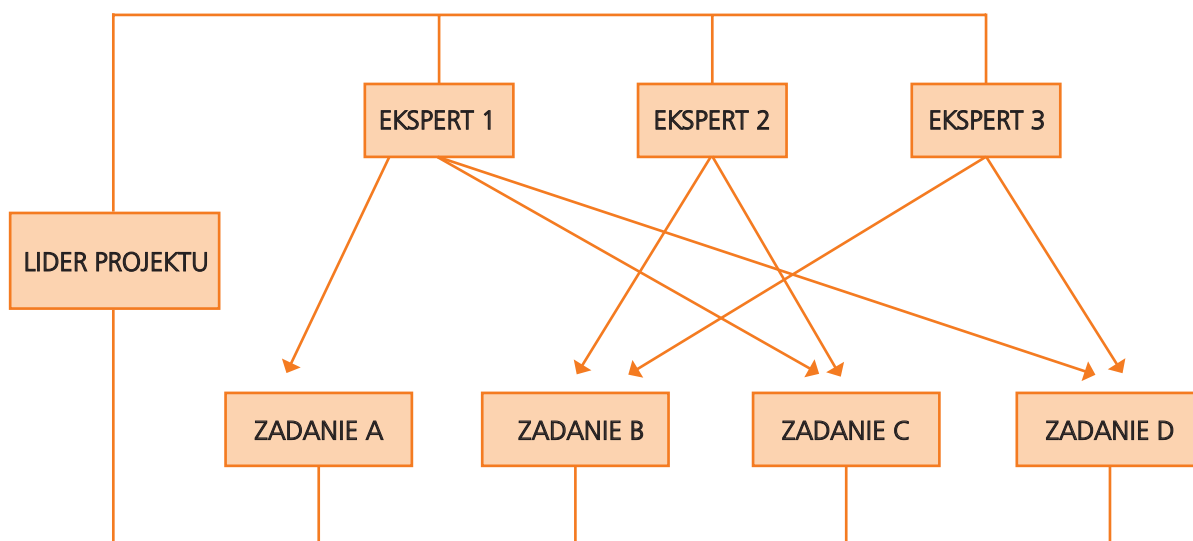 EKSPERT 1
EKSPERT 2
EKSPERT 3
LIDER PROJEKTU
ZADANIE A
ZADANIE B
ZADANIE C
ZADANIE D